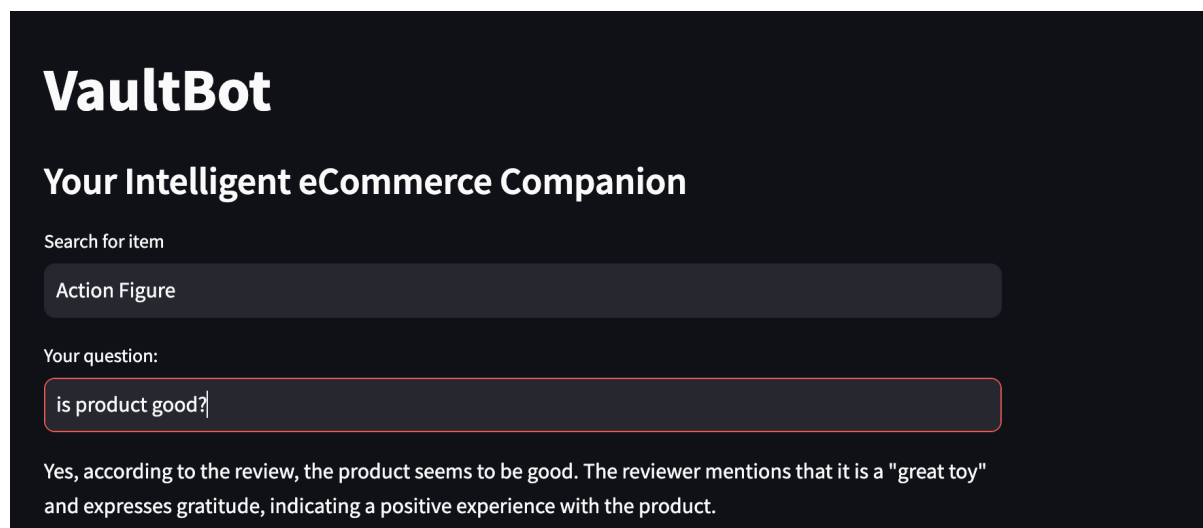 VaultBot
Your Intelligent eCommerce Companion
Search for item
Action Figure
Your question:
is product good?
Yes, according to the review, the product seems to be good. The reviewer mentions that it is a "great toy"
and expresses gratitude, indicating a positive experience with the product.